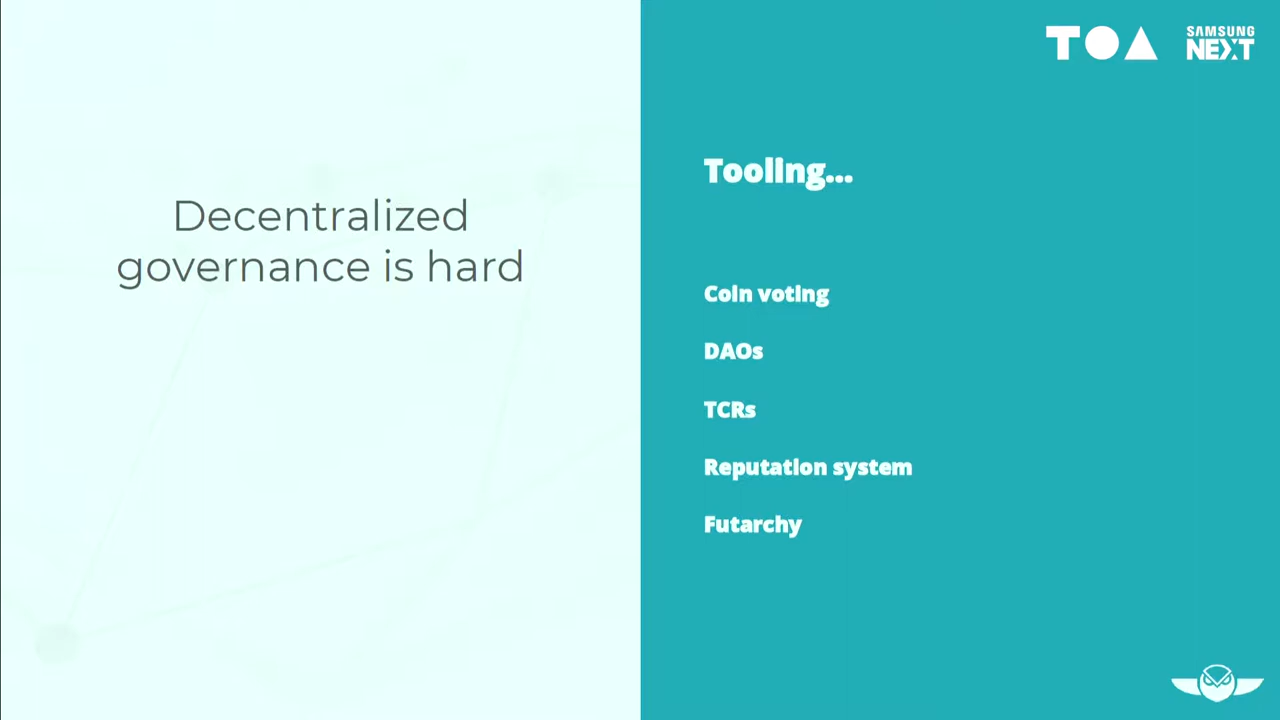 Decentralized
governance is hard
TOA
SAMSUNG
NEXT
Tooling...
Coin voting
DAOs
TCRs
Reputation system
Futarchy